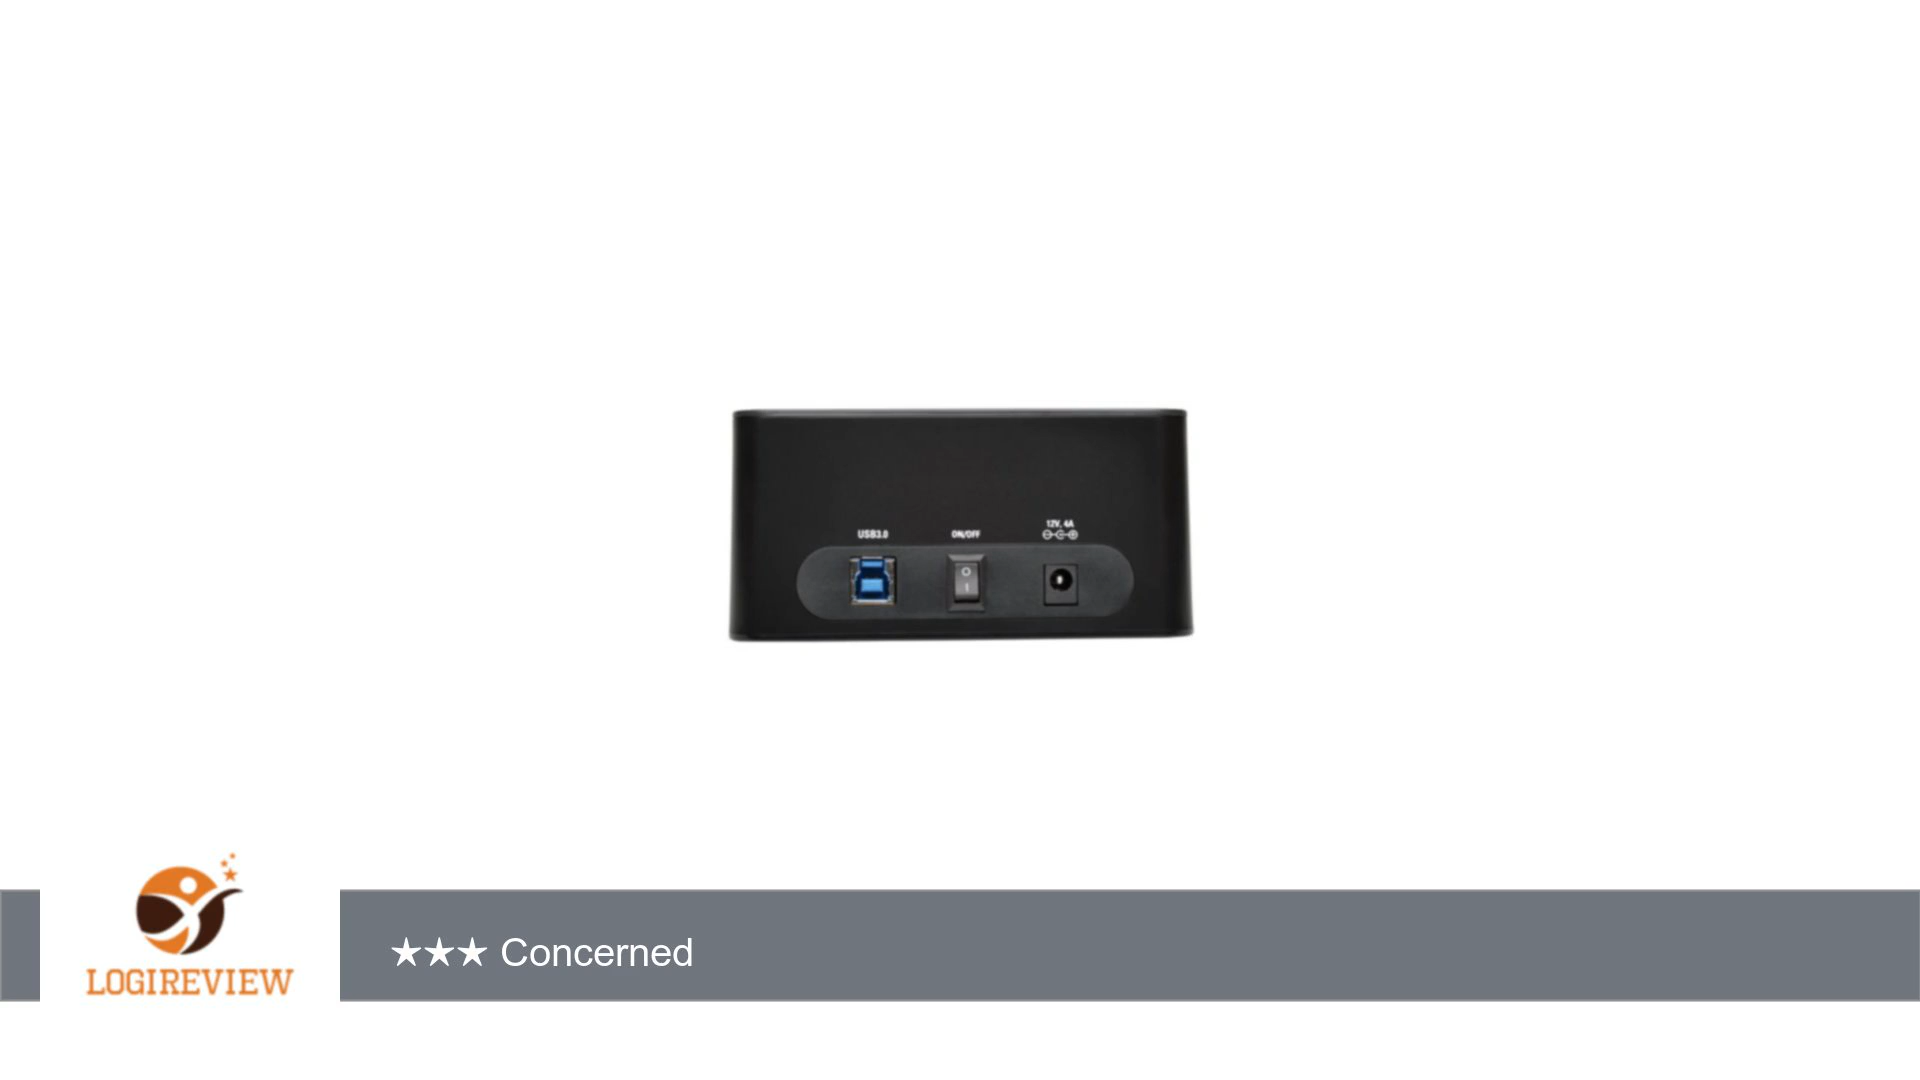 12V, 4A
USB3.0
ON/OFF
★★★ Concerned
LOGIREVIEW